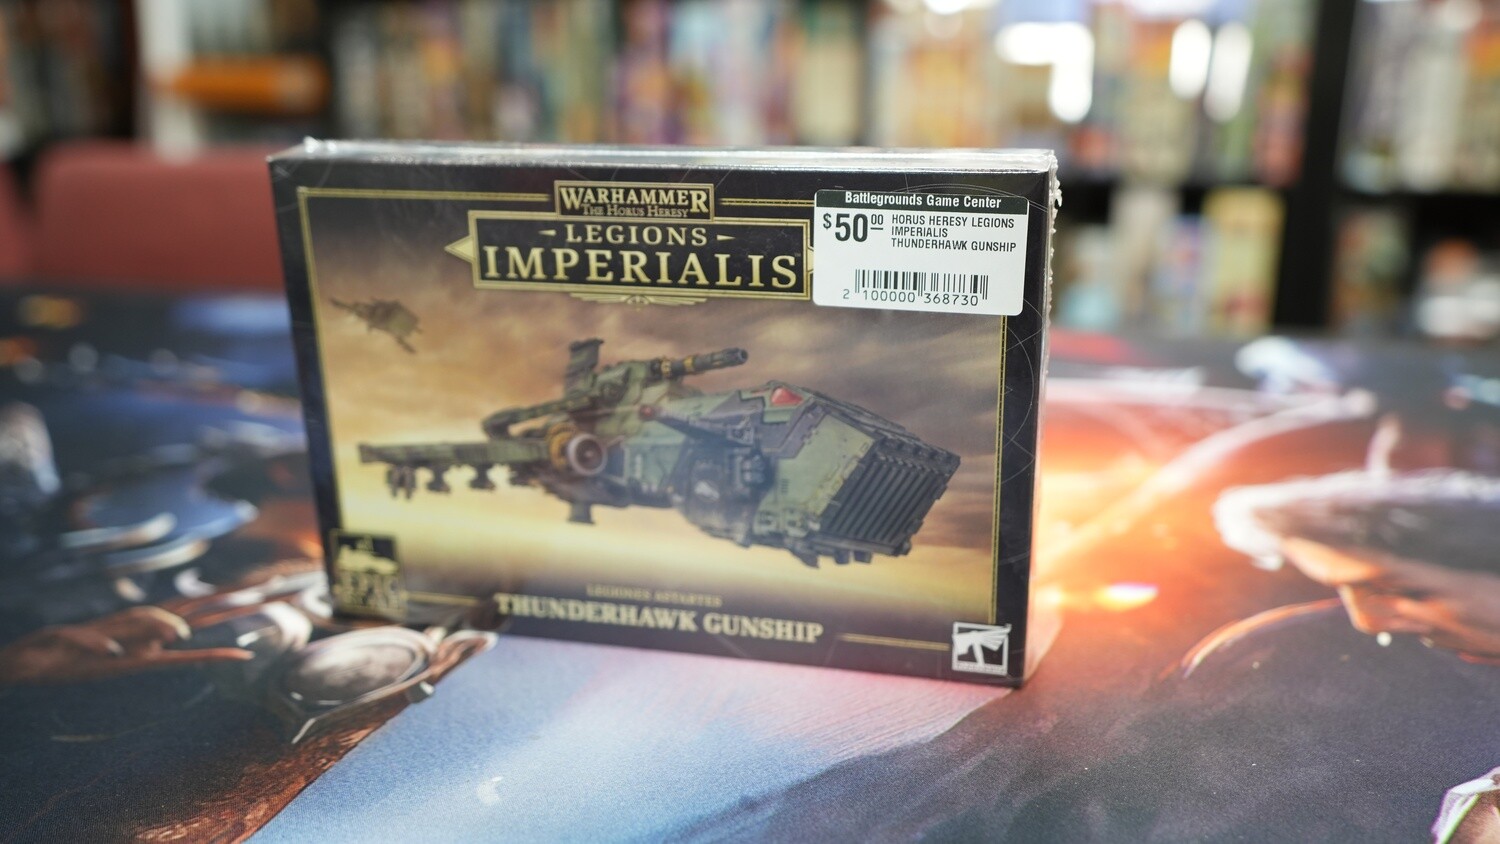 WARHAMMER
THE HORUS HERESY
LEGIONS
IMPERIALIS
Battlegrounds Game Center
$50 00
HORUS HERESY LEGIONS
IMPERIALIS
THUNDERHAWK GUNSHIP
2 100000 368730
LEGIONES ASTARTES
THUNDERHAWK GUNSHIP